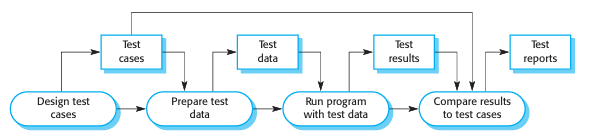 Test
cases
Test
data
Test
results
Test
reports
Design test
cases
Prepare test
data
Run program
with test data
Compare results
to test cases